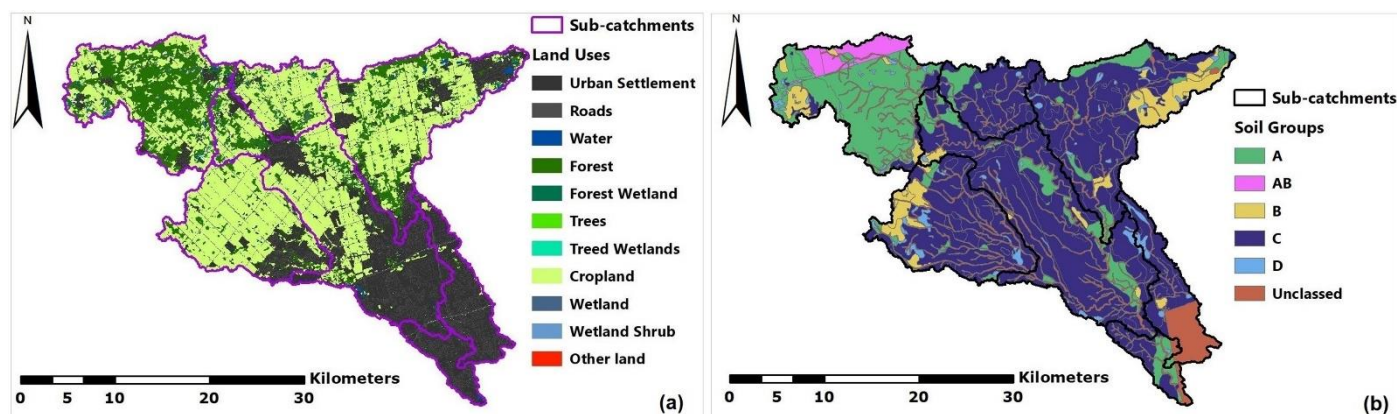 N
Sub-catchments
Land Uses
Urban Settlement
Roads
Water
Forest
Forest Wetland
Trees
Treed Wetlands
Cropland
Wetland
Wetland Shrub
Other land
Kilometers
0 5 10 20 30
(a)
N
Sub-catchments
Soil Groups
A
AB
B
C
D
Unclassed
Kilometers
0 5 10 20 30
(b)